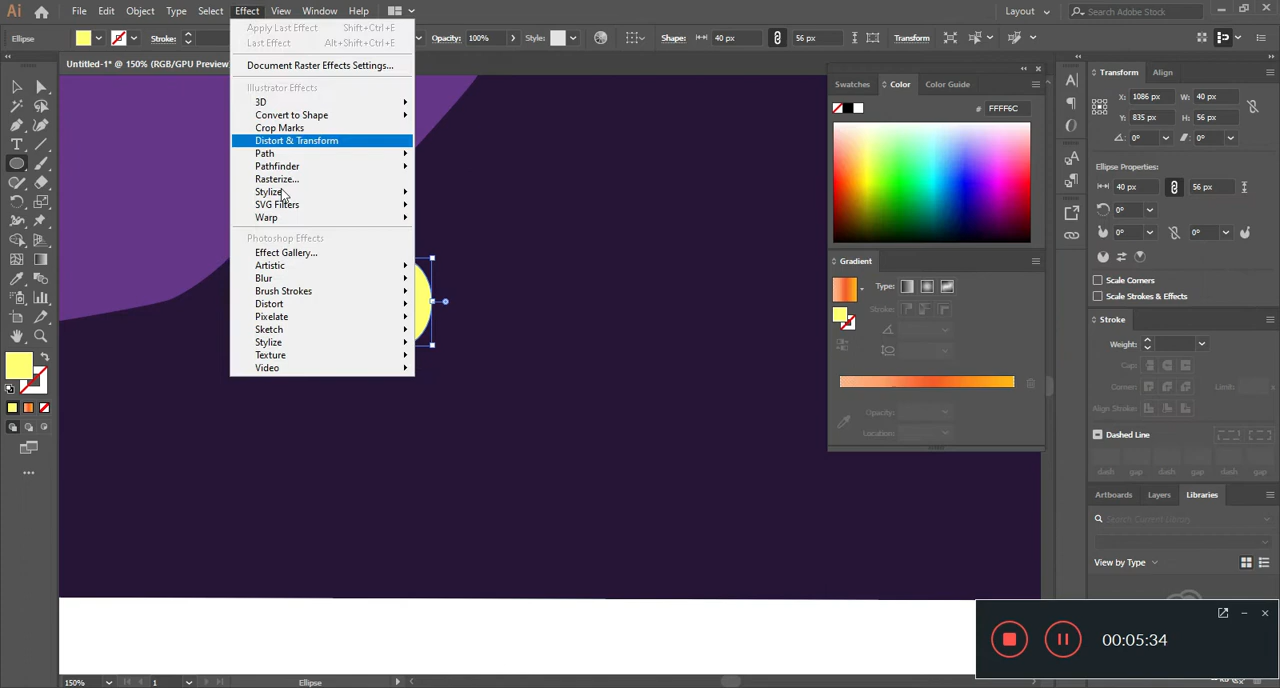 Ai File Edit Object Type Select Effect View Window Help Layout Search Adobe Stock
Ellipse Stroke: Opacity: 100% Style: Shape: 40 px 56 px Transform
Untitled-1* @ 150% (RGB/GPU Preview)
Apply Last Effect Shift+Ctrl+E
Last Effect Alt+Shift+Ctrl+E
Document Raster Effects Settings...
Illustrator Effects
3D
Convert to Shape
Crop Marks
Distort & Transform
Path
Pathfinder
Rasterize...
Stylize
SVG Filters
Warp
Photoshop Effects
Effect Gallery...
Artistic
Blur
Brush Strokes
Distort
Pixelate
Sketch
Stylize
Texture
Video
Swatches Color Color Guide
# FFFF6C
Gradient
Type:
Stroke:
Opacity:
Location:
Transform Align
X: 1086 px W: 40 px
Y: 835 px H: 56 px
0°
Ellipse Properties:
40 px 56 px
0°
0° 0°
Scale Corners
Scale Strokes & Effects
Stroke
Weight:
Cap:
Corner: Limit:
Align Stroke:
Dashed Line
dash gap dash gap dash gap
Artboards Layers Libraries
Search Current Library
View by Type
00:05:34
150% 1 Ellipse